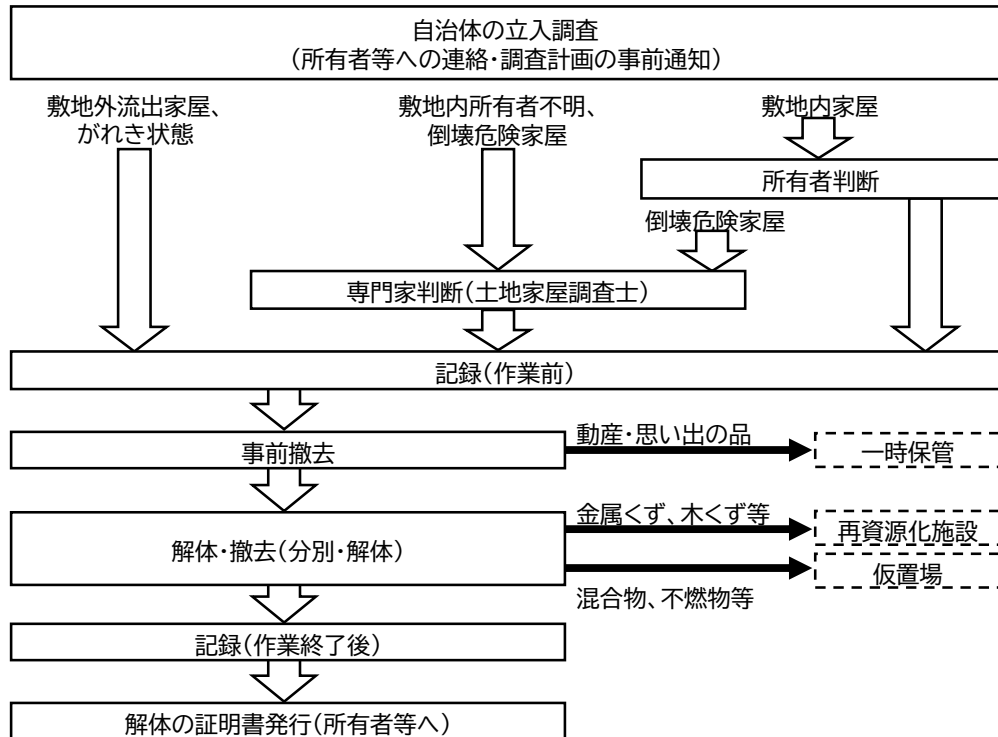 自治体の立入調査
（所有者等への連絡・調査計画の事前通知）
敷地外流出家屋、
がれき状態
敷地内所有者不明、
倒壊危険家屋
敷地内家屋
所有者判断
倒壊危険家屋
専門家判断（土地家屋調査士）
記録（作業前）
事前撤去
動産・思い出の品
一時保管
解体・撤去（分別・解体）
金属くず、木くず等
再資源化施設
仮置場
混合物、不燃物等
記録（作業終了後）
解体の証明書発行（所有者等へ）